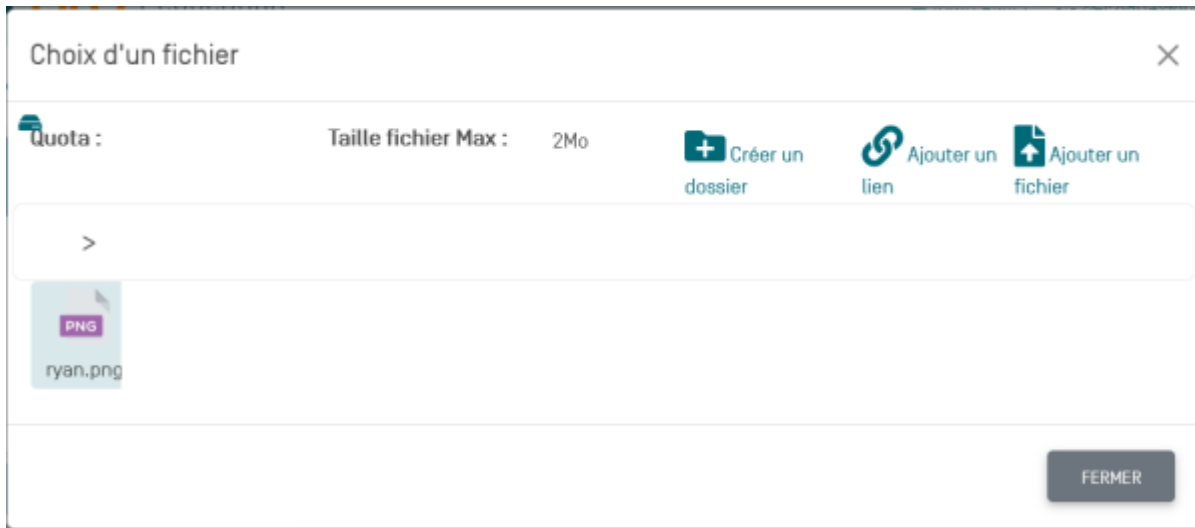 Choix d'un fichier
Quota :
Taille fichier Max : 2Mo
Créer un
dossier
Ajouter un
lien
Ajouter un
fichier
>
PNG
ryan.png
FERMER